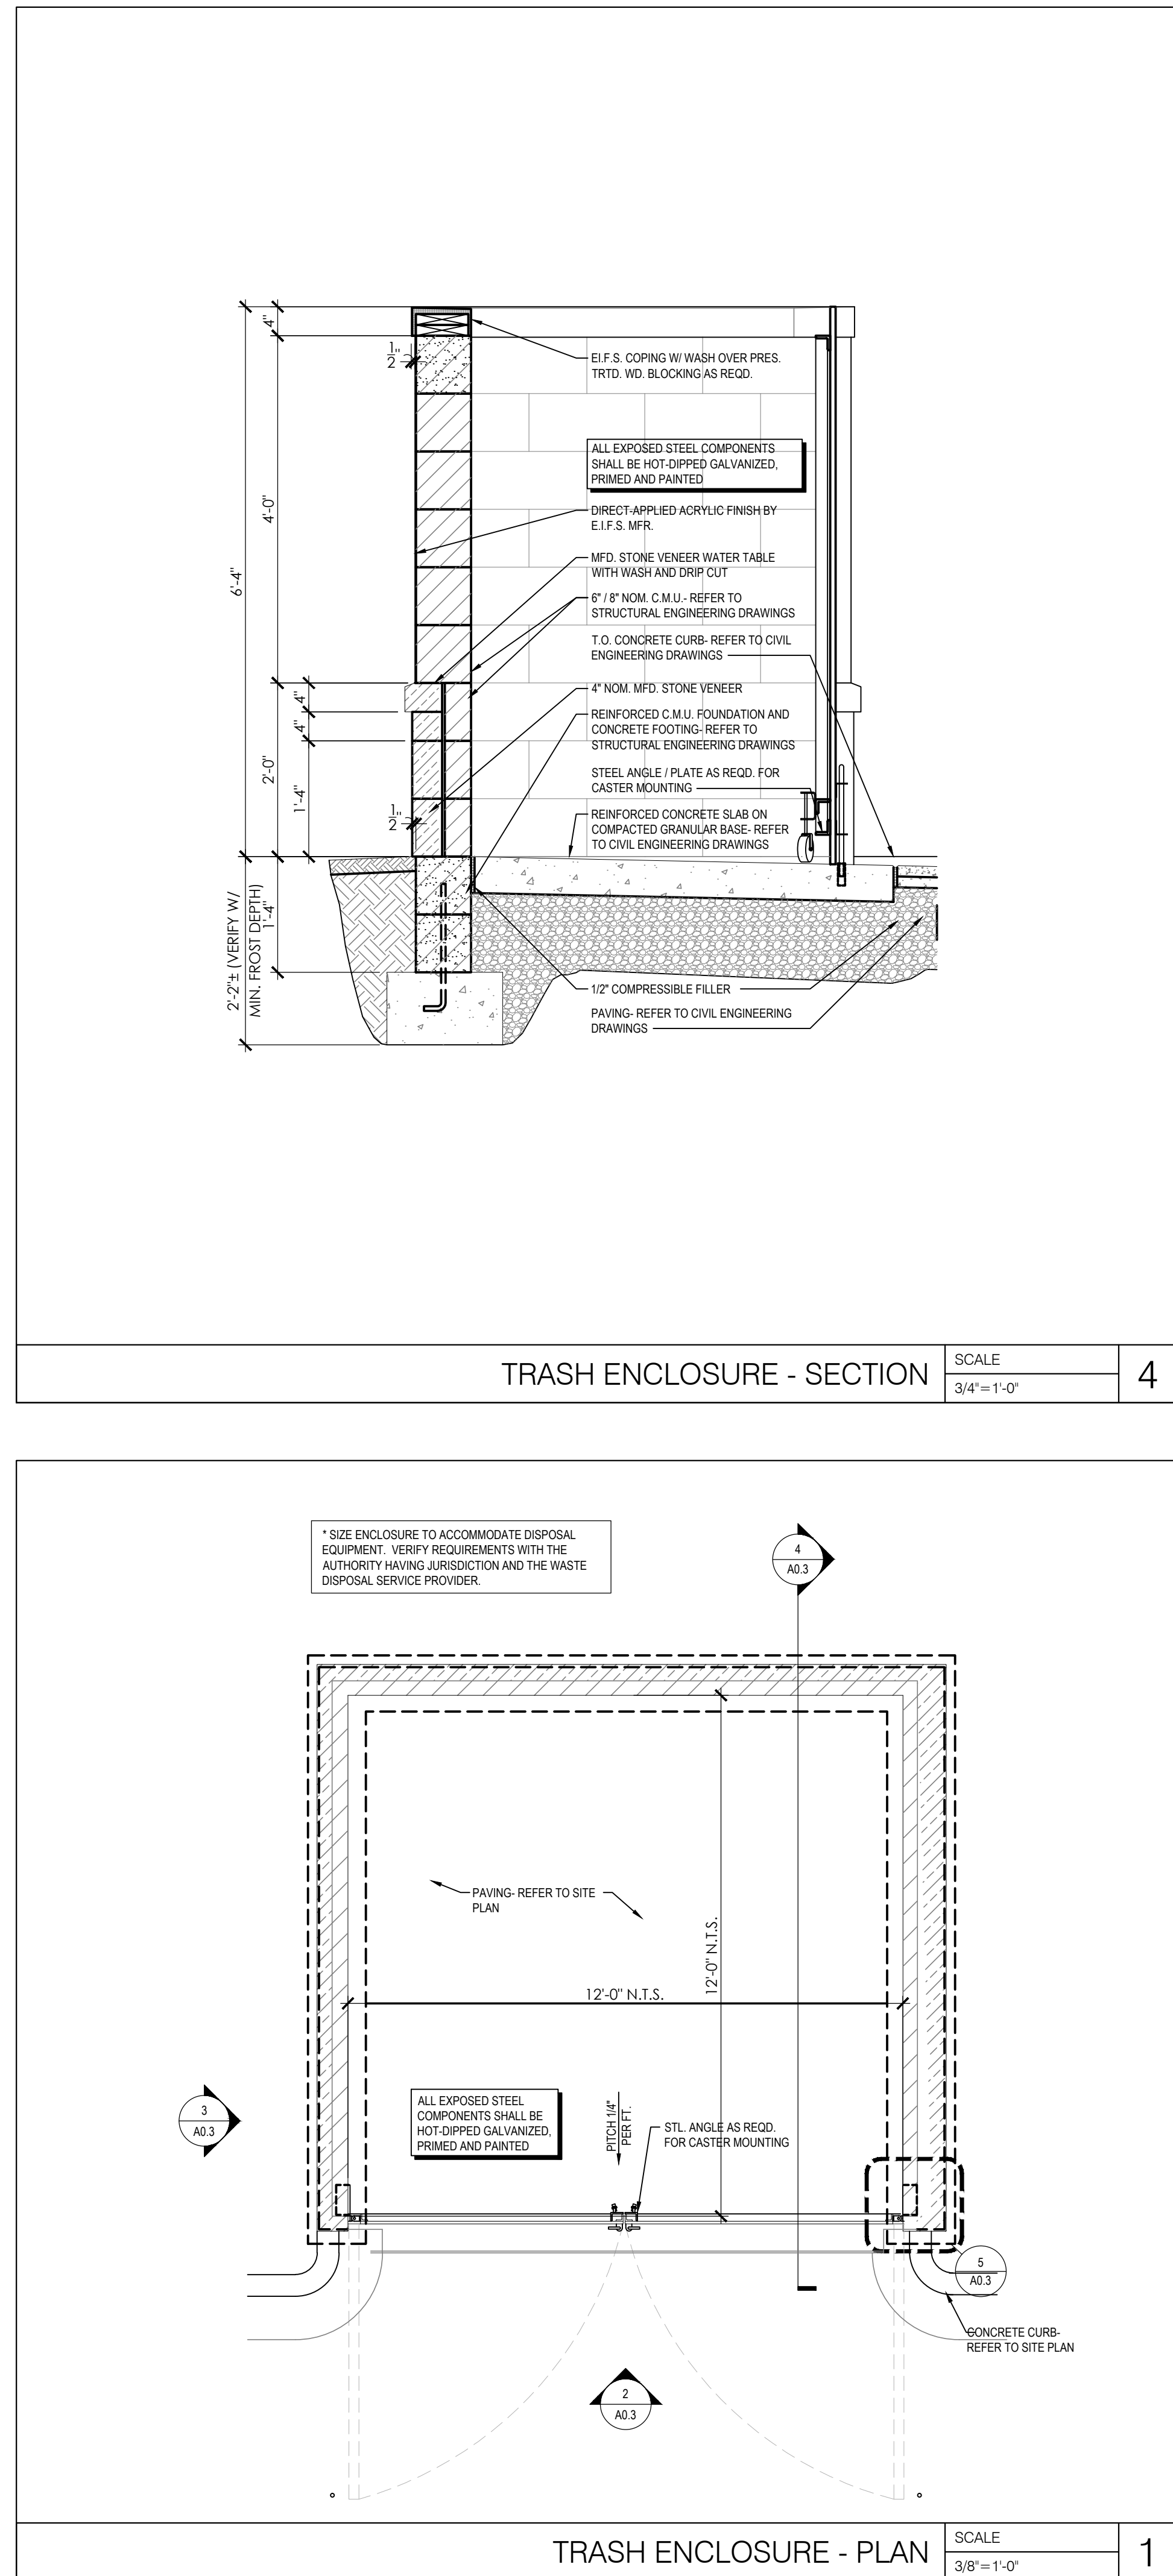 4"
1/2"
EI.F.S. COPING W/ WASH OVER PRES.
TRTD. WD. BLOCKING AS REQD.
ALL EXPOSED STEEL COMPONENTS
SHALL BE HOT-DIPPED GALVANIZED,
PRIMED AND PAINTED
4'-0"
DIRECT-APPLIED ACRYLIC FINISH BY
E.I.F.S. MFR.
6'-4"
MFD. STONE VENEER WATER TABLE
WITH WASH AND DRIP CUT
6" / 8" NOM. C.M.U.- REFER TO
STRUCTURAL ENGINEERING DRAWINGS
T.O. CONCRETE CURB- REFER TO CIVIL
ENGINEERING DRAWINGS
4"
4" NOM. MFD. STONE VENEER
4"
REINFORCED C.M.U. FOUNDATION AND
CONCRETE FOOTING- REFER TO
STRUCTURAL ENGINEERING DRAWINGS
2'-0"
1'-4"
STEEL ANGLE / PLATE AS REQD. FOR
CASTER MOUNTING
1/2"
REINFORCED CONCRETE SLAB ON
COMPACTED GRANULAR BASE- REFER
TO CIVIL ENGINEERING DRAWINGS
2'-2"± (VERIFY W/
MIN. FROST DEPTH)
1'-4"
1/2" COMPRESSIBLE FILLER
PAVING- REFER TO CIVIL ENGINEERING
DRAWINGS
TRASH ENCLOSURE - SECTION
SCALE
3/4"=1'-0"
4
* SIZE ENCLOSURE TO ACCOMMODATE DISPOSAL
EQUIPMENT. VERIFY REQUIREMENTS WITH THE
AUTHORITY HAVING JURISDICTION AND THE WASTE
DISPOSAL SERVICE PROVIDER.
4
A0.3
PAVING- REFER TO SITE
PLAN
12'-0" N.T.S.
12'-0" N.T.S.
3
A0.3
ALL EXPOSED STEEL
COMPONENTS SHALL BE
HOT-DIPPED GALVANIZED,
PRIMED AND PAINTED
PITCH 1/4"
PER FT.
STL. ANGLE AS REQD.
FOR CASTER MOUNTING
5
A0.3
CONCRETE CURB-
REFER TO SITE PLAN
2
A0.3
TRASH ENCLOSURE - PLAN
SCALE
3/8"=1'-0"
1